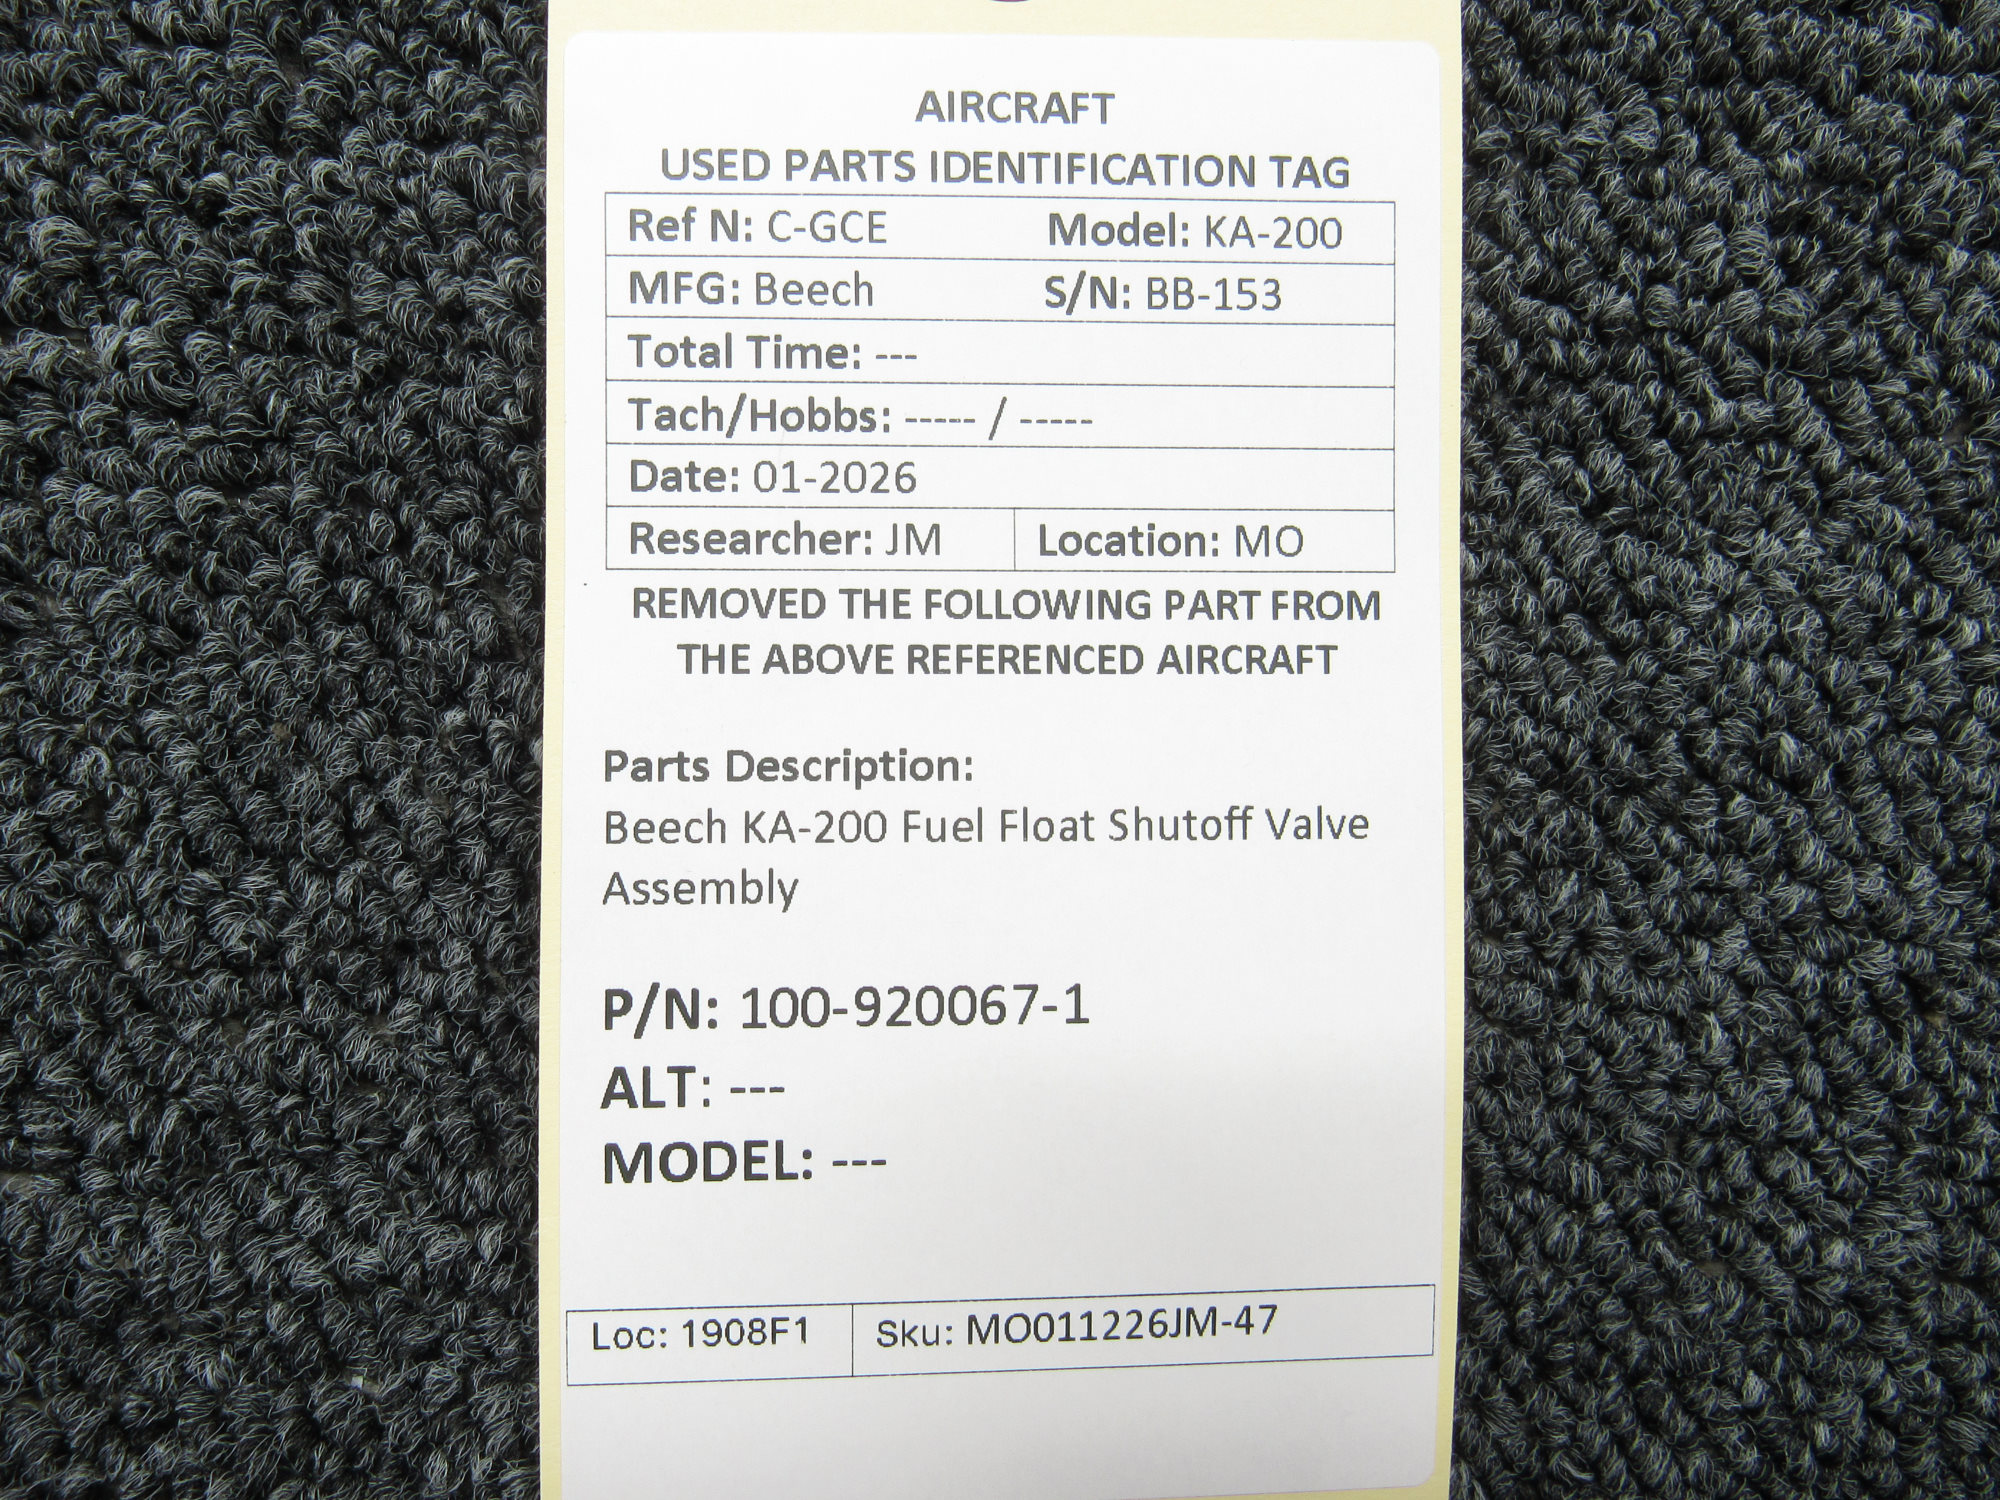 AIRCRAFT
USED PARTS IDENTIFICATION TAG
Ref N: C-GCE Model: KA-200
MFG: Beech S/N: BB-153
Total Time: ---
Tach/Hobbs: ----- / -----
Date: 01-2026
Researcher: JM Location: MO
REMOVED THE FOLLOWING PART FROM
THE ABOVE REFERENCED AIRCRAFT
Parts Description:
Beech KA-200 Fuel Float Shutoff Valve
Assembly
P/N: 100-920067-1
ALT: ---
MODEL: ---
Loc: 1908F1 Sku: MO011226JM-47